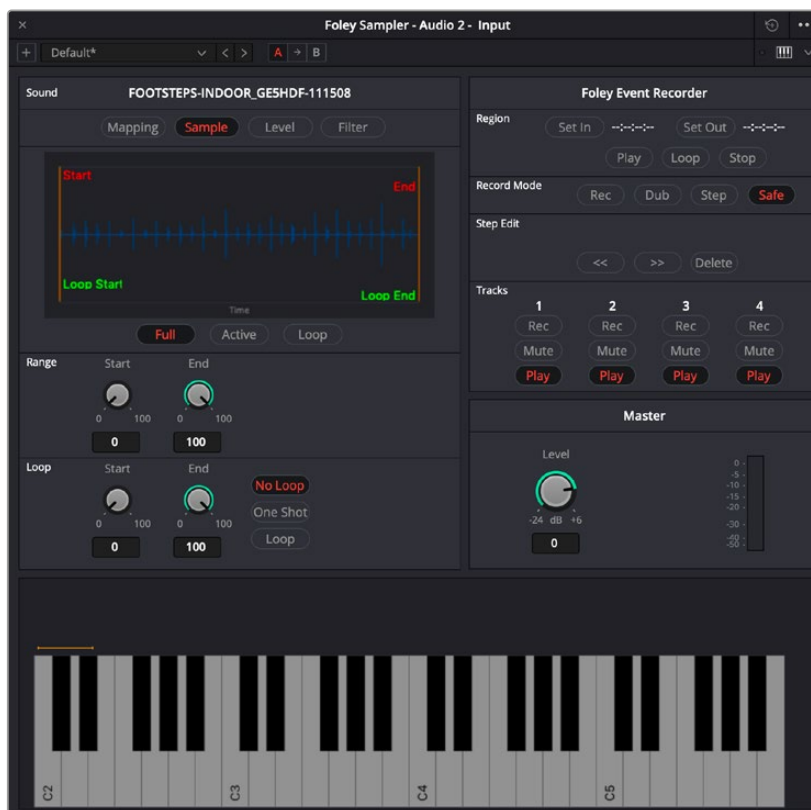 Foley Sampler - Audio 2 - Input
Default*
A
B
Sound
FOOTSTEPS-INDOOR_GE5HDF-111508
Mapping
Sample
Level
Filter
Start
End
Loop Start
Loop End
Time
Full
Active
Loop
Range
Start
End
0
100
0
100
0
100
Loop
Start
End
0
100
0
100
0
100
No Loop
One Shot
Loop
Foley Event Recorder
Region
Set In
--:--:--:--
Set Out
--:--:--:--
Play
Loop
Stop
Record Mode
Rec
Dub
Step
Safe
Step Edit
<<
>>
Delete
Tracks
1
2
3
4
Rec
Rec
Rec
Rec
Mute
Mute
Mute
Mute
Play
Play
Play
Play
Master
Level
-24 dB +6
0
0
-5
-10
-15
-20
-30
-40
-50
C2
C3
C4
C5